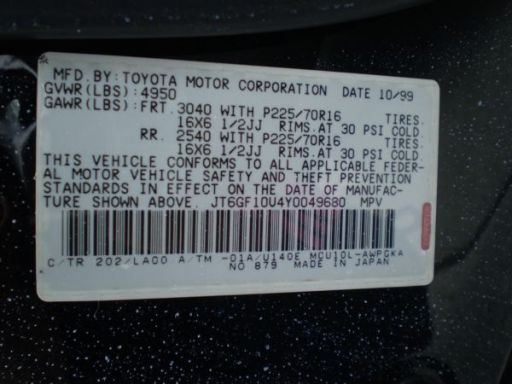 MFD. BY: TOYOTA MOTOR CORPORATION DATE 10/99
GVWR(LBS): 4950
GAWR(LBS): FRT. 3040 WITH P225/70R16 TIRES.
16X6 1/2JJ RIMS. AT 30 PSI COLD.
RR. 2540 WITH P225/70R16 TIRES.
16X6 1/2JJ RIMS. AT 30 PSI COLD.
THIS VEHICLE CONFORMS TO ALL APPLICABLE FEDER-
AL MOTOR VEHICLE SAFETY AND THEFT PREVENTION
STANDARDS IN EFFECT ON THE DATE OF MANUFAC-
TURE SHOWN ABOVE. JT6GF10U4Y0049680 MPV
C/TR 202/LA00 A/TM -01A/U140E MCU10L-AWPGKA
NO 879 MADE IN JAPAN